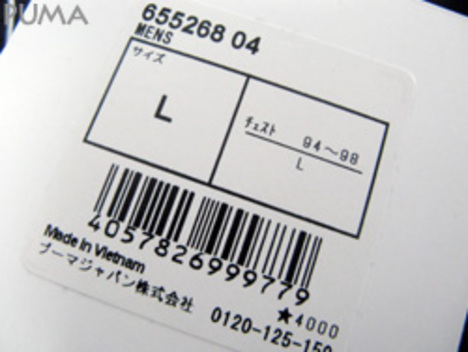 PUMA
655268 04
MENS
サイズ
L
チェスト 94～98
L
4057826999779
Made in Vietnam
プーマジャパン株式会社
★4000
0120-125-150